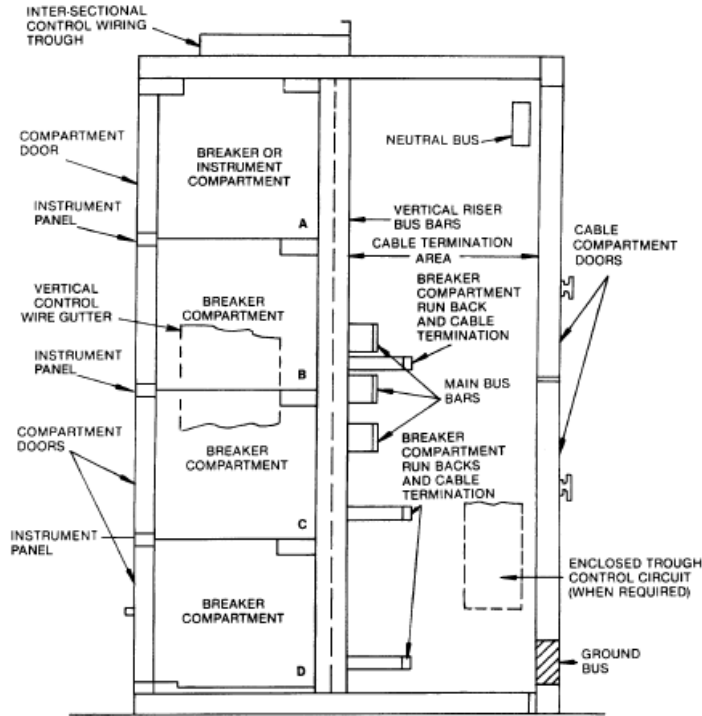 INTER-SECTIONAL
CONTROL WIRING
TROUGH
COMPARTMENT
DOOR
BREAKER OR
INSTRUMENT
COMPARTMENT
A
NEUTRAL BUS
INSTRUMENT
PANEL
VERTICAL RISER
BUS BARS
CABLE TERMINATION
AREA
CABLE
COMPARTMENT
DOORS
VERTICAL
CONTROL
WIRE GUTTER
BREAKER
COMPARTMENT
B
BREAKER
COMPARTMENT
RUN BACK
AND CABLE
TERMINATION
INSTRUMENT
PANEL
MAIN BUS
BARS
COMPARTMENT
DOORS
BREAKER
COMPARTMENT
C
BREAKER
COMPARTMENT
RUN BACKS
AND CABLE
TERMINATION
INSTRUMENT
PANEL
ENCLOSED TROUGH
CONTROL CIRCUIT
(WHEN REQUIRED)
BREAKER
COMPARTMENT
D
GROUND
BUS